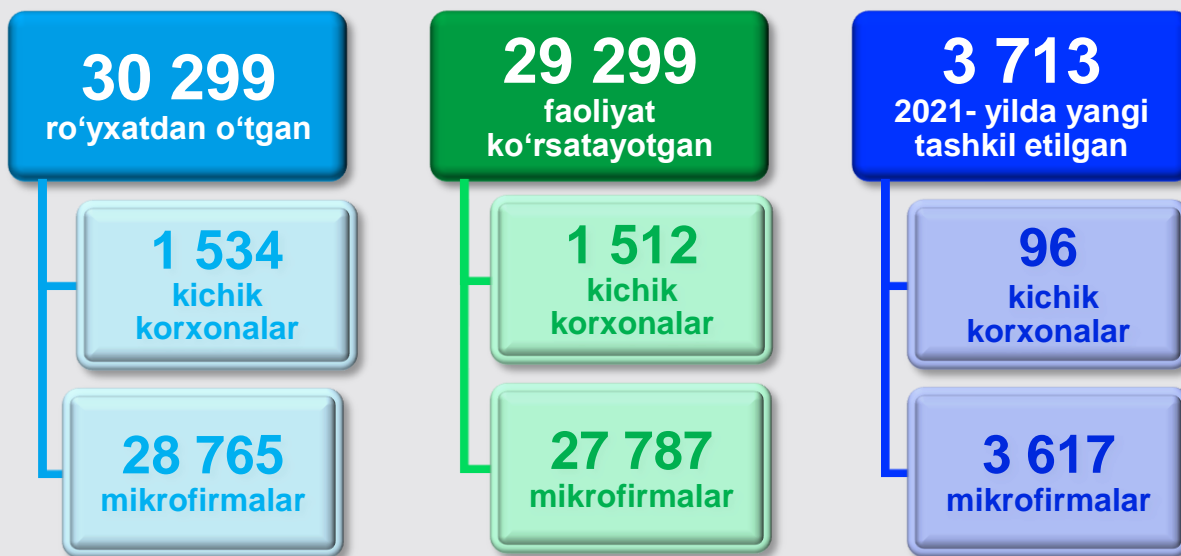 30 299
ro‘yxatdan o‘tgan
1 534
kichik
korxonalar
28 765
mikrofirmalar
29 299
faoliyat
ko‘rsatayotgan
1 512
kichik
korxonalar
27 787
mikrofirmalar
3 713
2021- yilda yangi
tashkil etilgan
96
kichik
korxonalar
3 617
mikrofirmalar